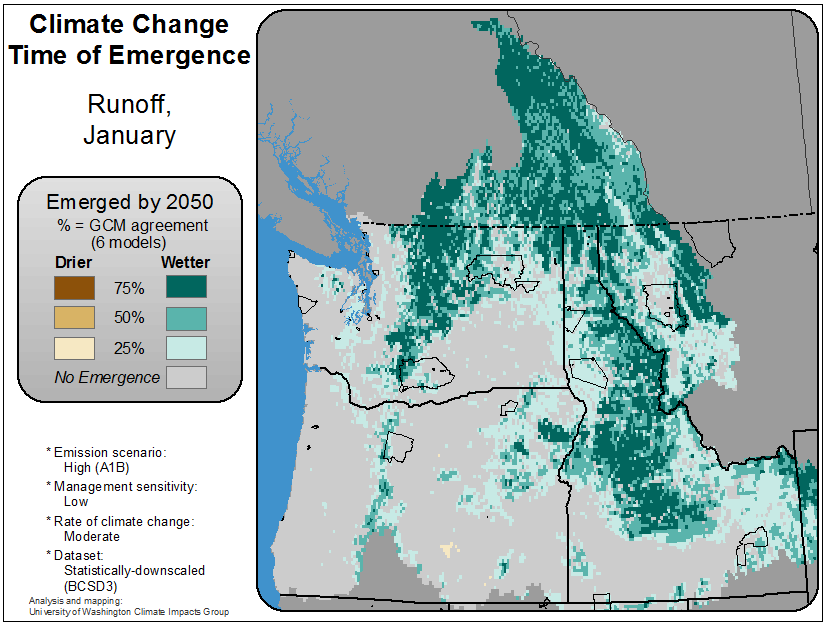 Climate Change
Time of Emergence
Runoff,
January
Emerged by 2050
% = GCM agreement
(6 models)
Drier Wetter
75%
50%
25%
No Emergence
* Emission scenario:
High (A1B)
* Management sensitivity:
Low
* Rate of climate change:
Moderate
* Dataset:
Statistically-downscaled
(BCSD3)
Analysis and mapping:
University of Washington Climate Impacts Group